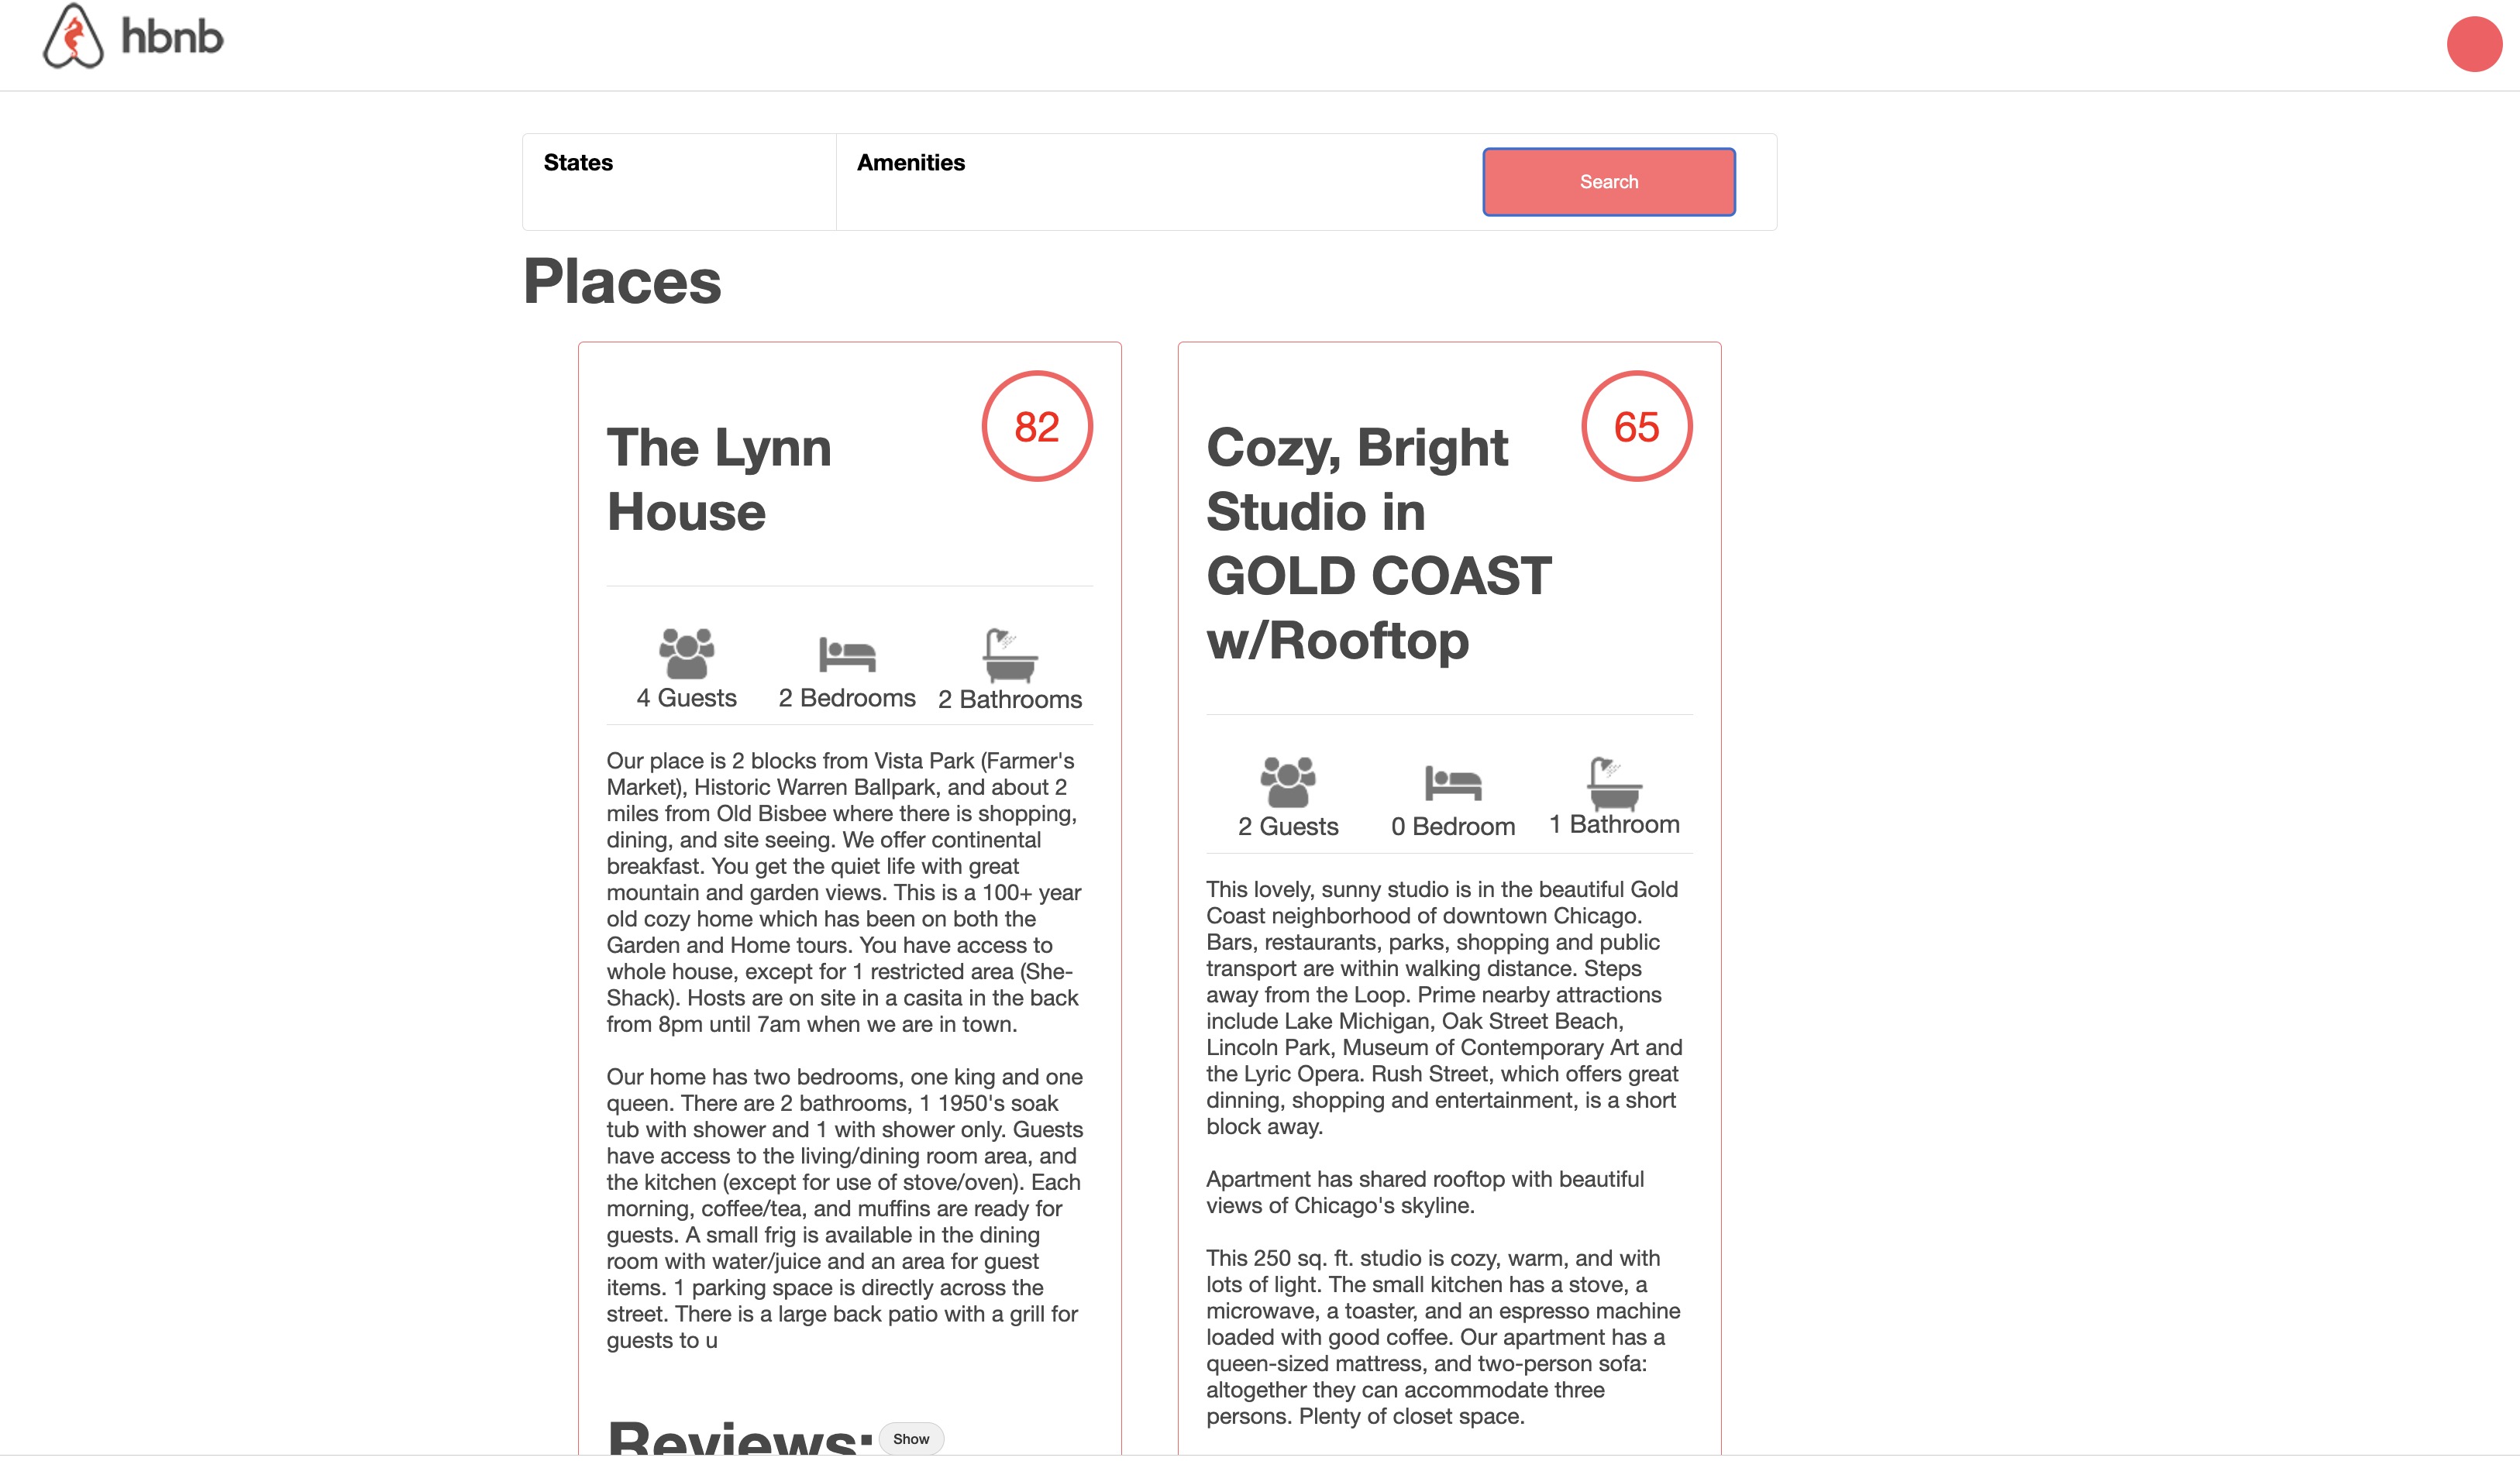 hbnb
States
Amenities
Search
Places
The Lynn
House
82
4 Guests
2 Bedrooms
2 Bathrooms
Our place is 2 blocks from Vista Park (Farmer's
Market), Historic Warren Ballpark, and about 2
miles from Old Bisbee where there is shopping,
dining, and site seeing. We offer continental
breakfast. You get the quiet life with great
mountain and garden views. This is a 100+ year
old cozy home which has been on both the
Garden and Home tours. You have access to
whole house, except for 1 restricted area (She-
Shack). Hosts are on site in a casita in the back
from 8pm until 7am when we are in town.
Our home has two bedrooms, one king and one
queen. There are 2 bathrooms, 1 1950's soak
tub with shower and 1 with shower only. Guests
have access to the living/dining room area, and
the kitchen (except for use of stove/oven). Each
morning, coffee/tea, and muffins are ready for
guests. A small frig is available in the dining
room with water/juice and an area for guest
items. 1 parking space is directly across the
street. There is a large back patio with a grill for
guests to u
Reviews:
Show
Cozy, Bright
Studio in
GOLD COAST
w/Rooftop
65
2 Guests
0 Bedroom
1 Bathroom
This lovely, sunny studio is in the beautiful Gold
Coast neighborhood of downtown Chicago.
Bars, restaurants, parks, shopping and public
transport are within walking distance. Steps
away from the Loop. Prime nearby attractions
include Lake Michigan, Oak Street Beach,
Lincoln Park, Museum of Contemporary Art and
the Lyric Opera. Rush Street, which offers great
dinning, shopping and entertainment, is a short
block away.
Apartment has shared rooftop with beautiful
views of Chicago's skyline.
This 250 sq. ft. studio is cozy, warm, and with
lots of light. The small kitchen has a stove, a
microwave, a toaster, and an espresso machine
loaded with good coffee. Our apartment has a
queen-sized mattress, and two-person sofa:
altogether they can accommodate three
persons. Plenty of closet space.